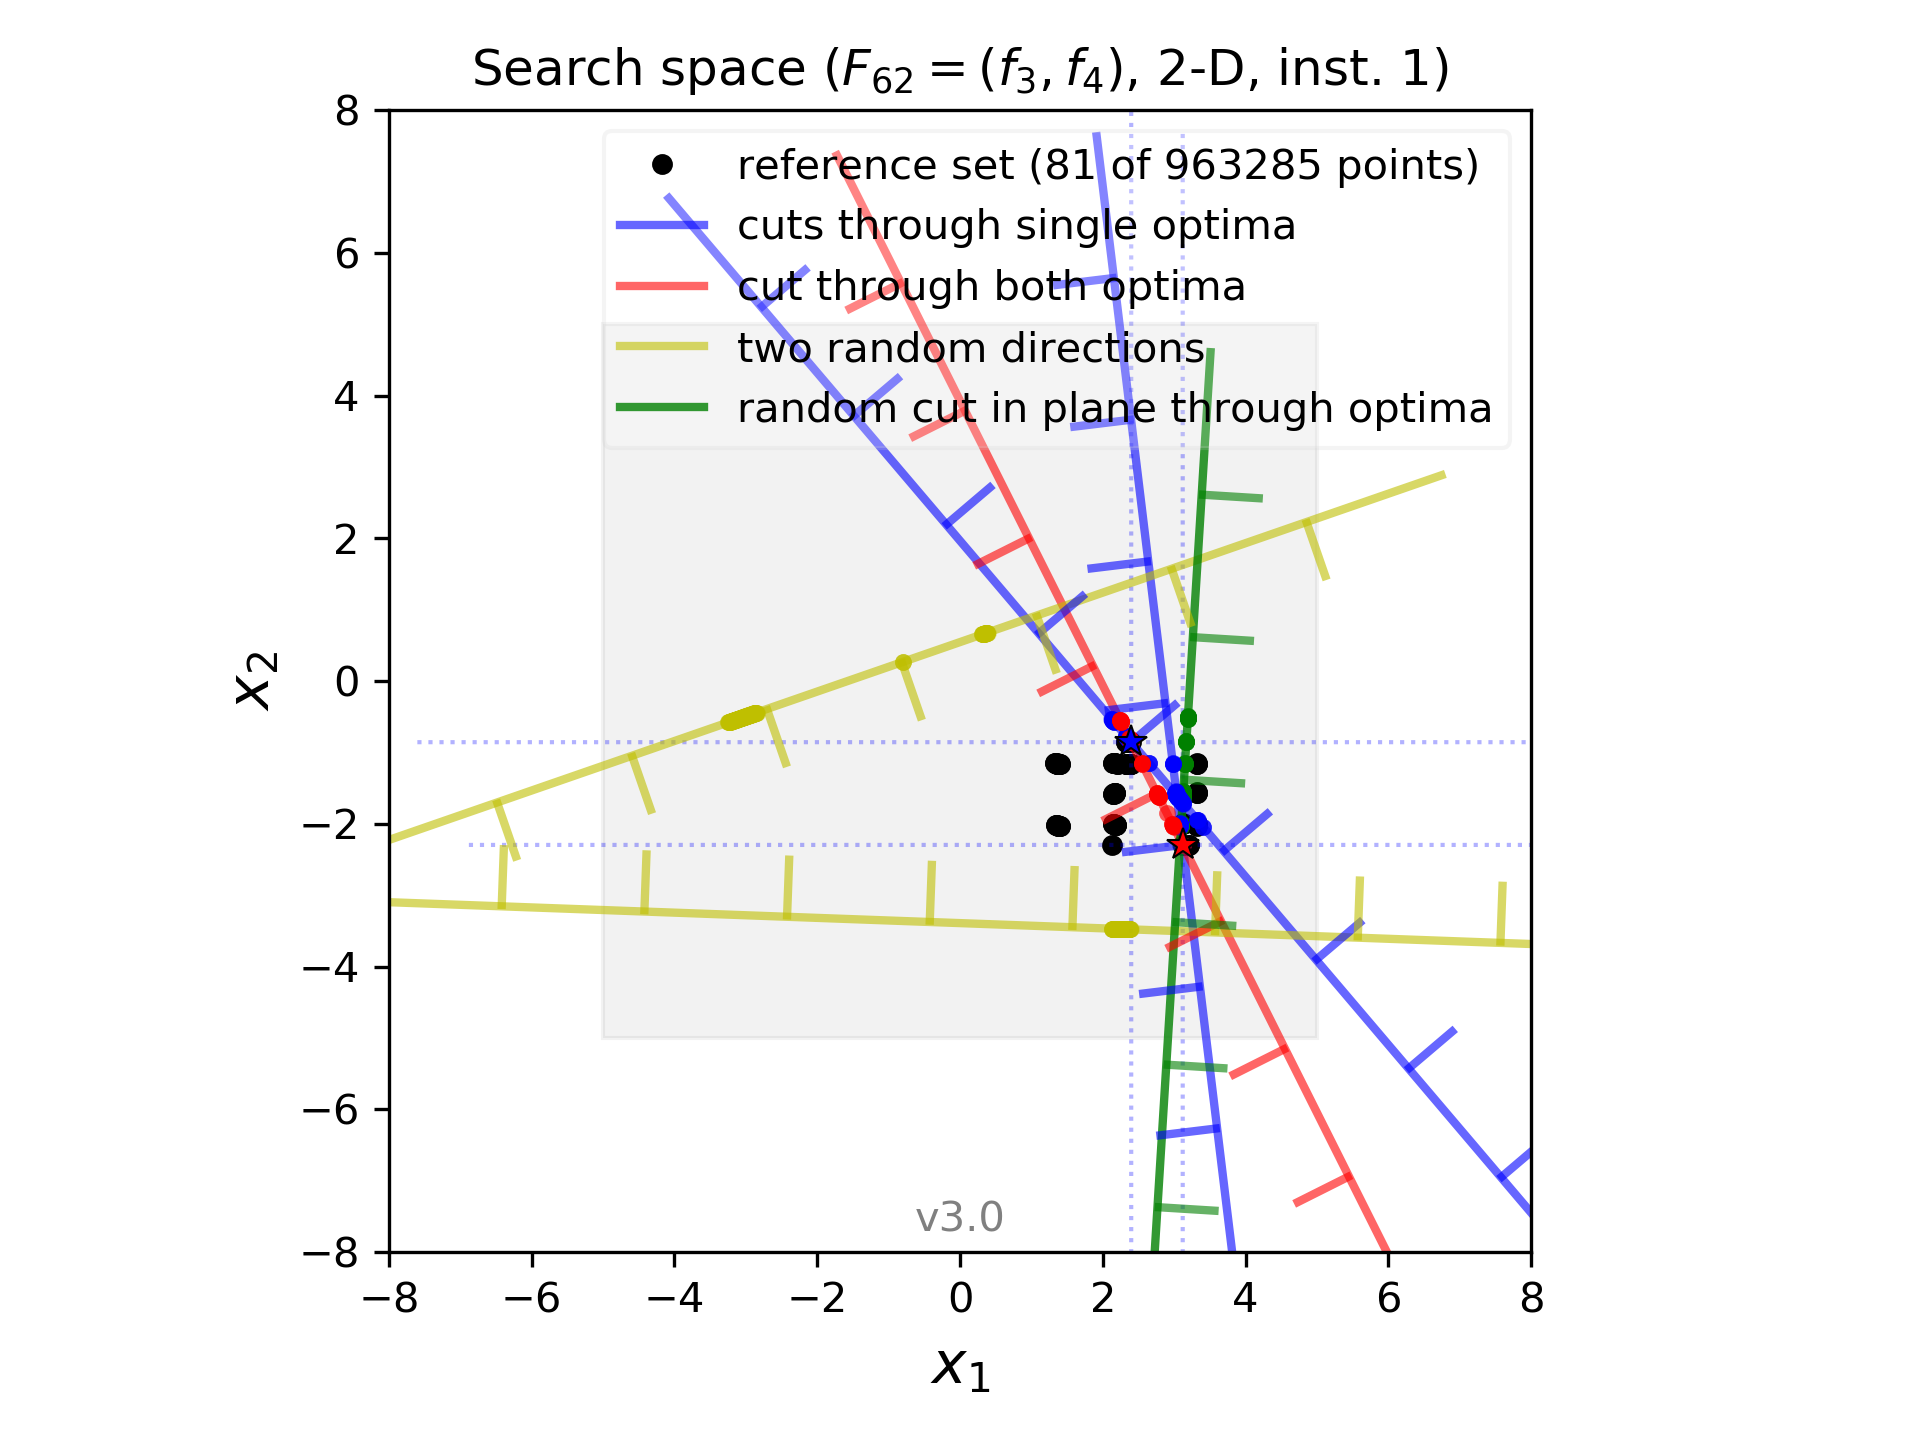 Search space (F62 = (f3, f4), 2-D, inst. 1)
8
6
4
2
0
−2
−4
−6
−8
x2
reference set (81 of 963285 points)
cuts through single optima
cut through both optima
two random directions
random cut in plane through optima
v3.0
−8 −6 −4 −2 0 2 4 6 8
x1